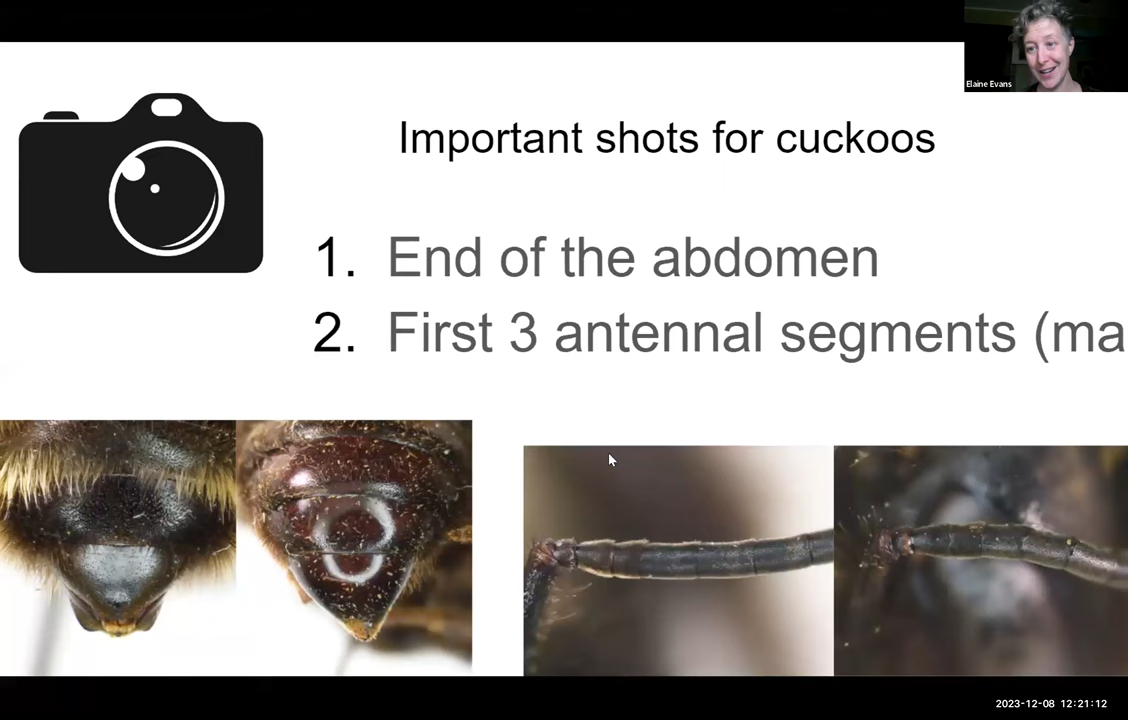 Elaine Evans
Important shots for cuckoos
1. End of the abdomen
2. First 3 antennal segments (ma
2023-12-08 12:21:12